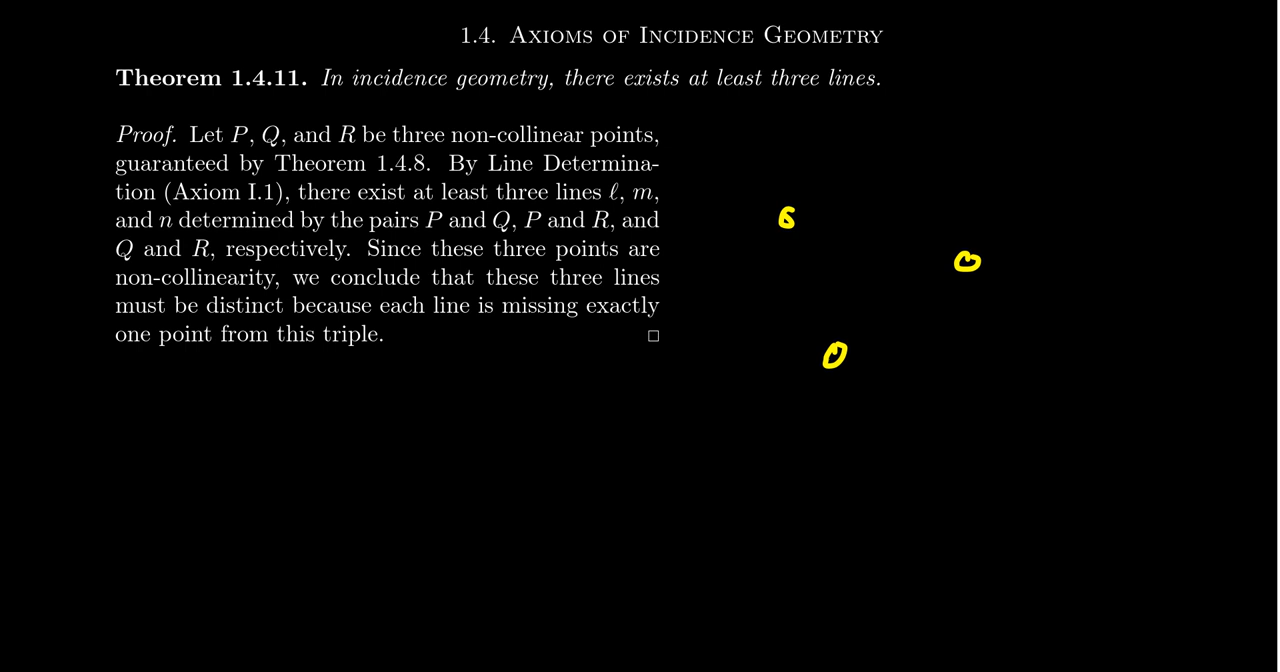 1.4. Axioms of Incidence Geometry
Theorem 1.4.11. In incidence geometry, there exists at least three lines.
Proof. Let P, Q, and R be three non-collinear points,
guaranteed by Theorem 1.4.8. By Line Determina-
tion (Axiom I.1), there exist at least three lines ℓ, m,
and n determined by the pairs P and Q, P and R, and
Q and R, respectively. Since these three points are
non-collinearity, we conclude that these three lines
must be distinct because each line is missing exactly
one point from this triple. □